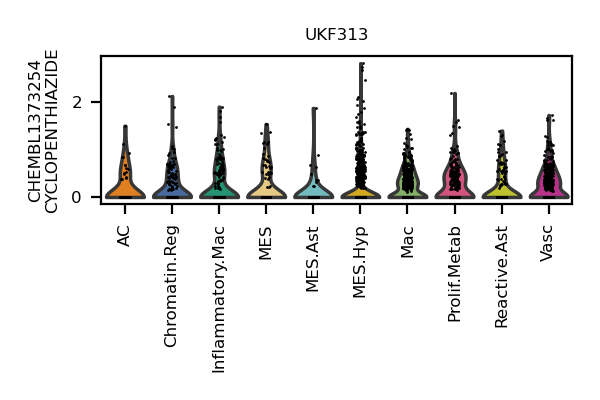 UKF313
CHEMBL1373254
CYCLOPENTHIAZIDE
2
0
AC
Chromatin.Reg
Inflammatory.Mac
MES
MES.Ast
MES.Hyp
Mac
Prolif.Metab
Reactive.Ast
Vasc